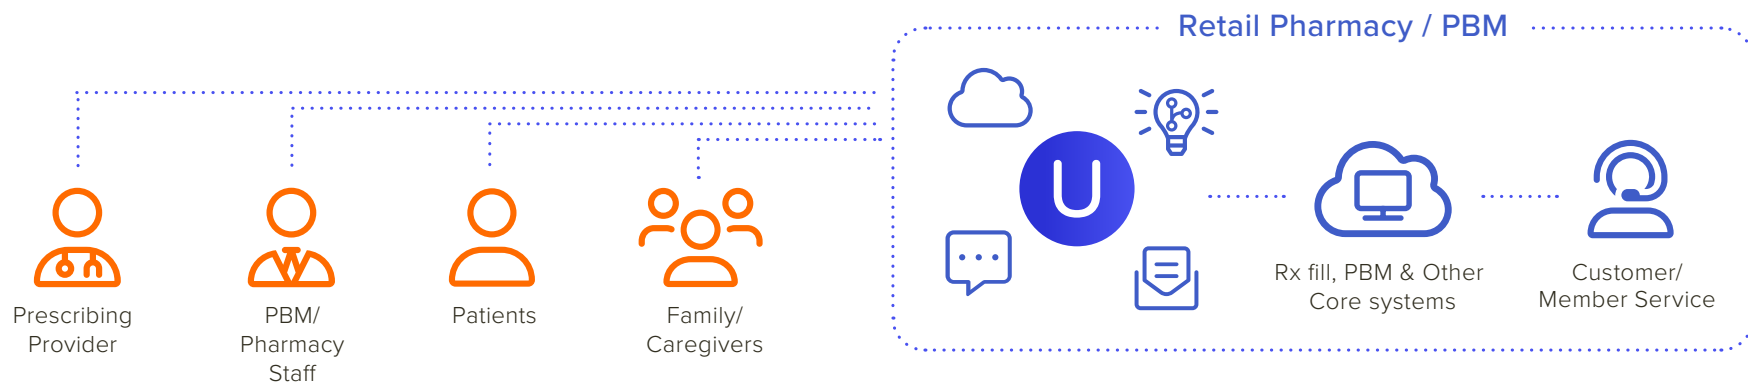 Retail Pharmacy / PBM
U
Prescribing
Provider
PBM/
Pharmacy
Staff
Patients
Family/
Caregivers
Rx fill, PBM & Other
Core systems
Customer/
Member Service